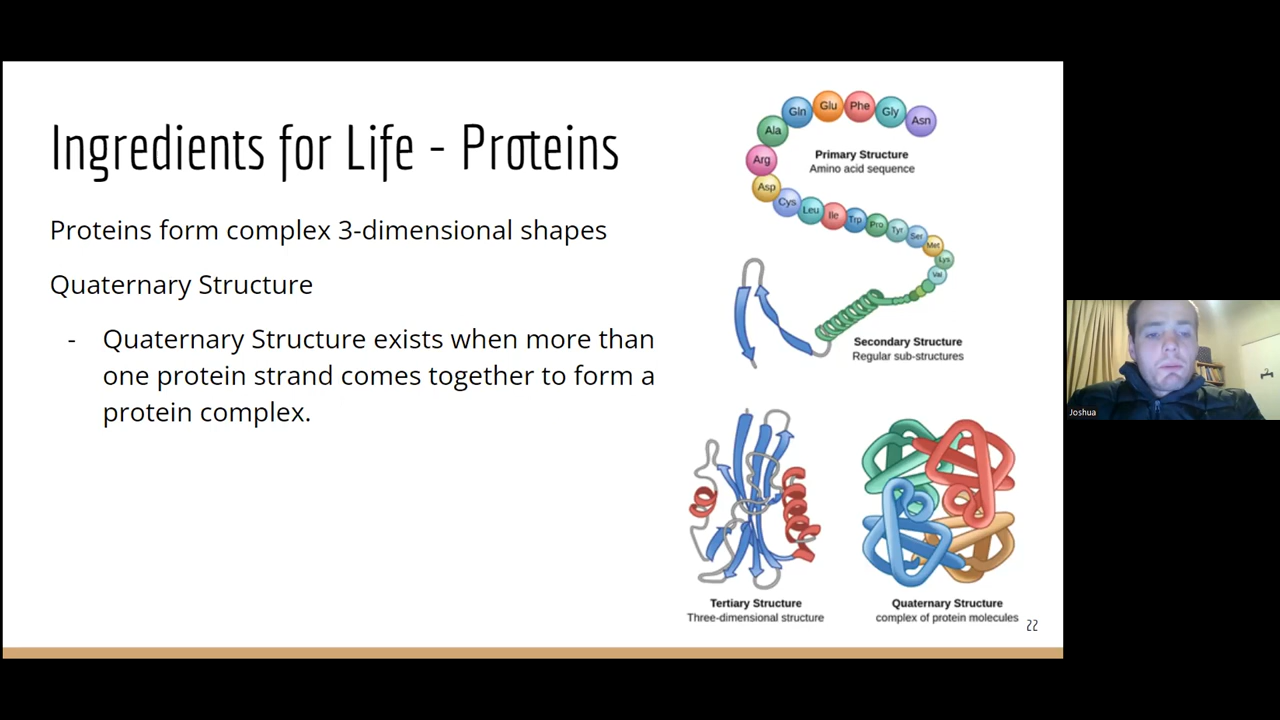 Ingredients for Life - Proteins
Proteins form complex 3-dimensional shapes
Quaternary Structure
- Quaternary Structure exists when more than
one protein strand comes together to form a
protein complex.
Asn
Gly
Phe
Glu
Gln
Ala
Arg
Asp
Cys
Leu
Ile
Trp
Pro
Tyr
Ser
Met
Lys
Val
Primary Structure
Amino acid sequence
Secondary Structure
Regular sub-structures
Tertiary Structure
Three-dimensional structure
Quaternary Structure
complex of protein molecules
22
Joshua